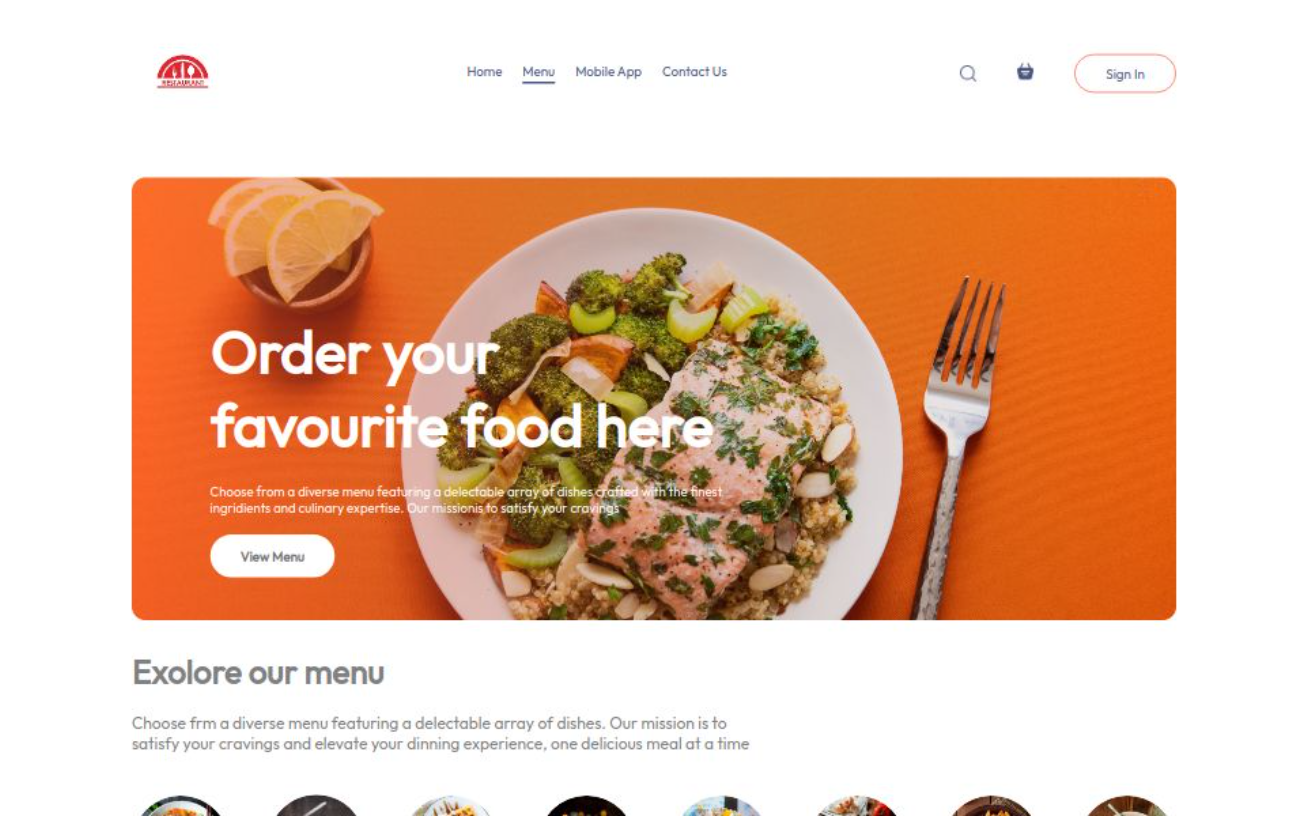 RESTAURANT
Home Menu Mobile App Contact Us Sign In
Order your
favourite food here
Choose from a diverse menu featuring a delectable array of dishes crafted with the finest
ingridients and culinary expertise. Our missionis to satisfy your cravings
View Menu
Exolore our menu
Choose frm a diverse menu featuring a delectable array of dishes. Our mission is to
satisfy your cravings and elevate your dinning experience, one delicious meal at a time